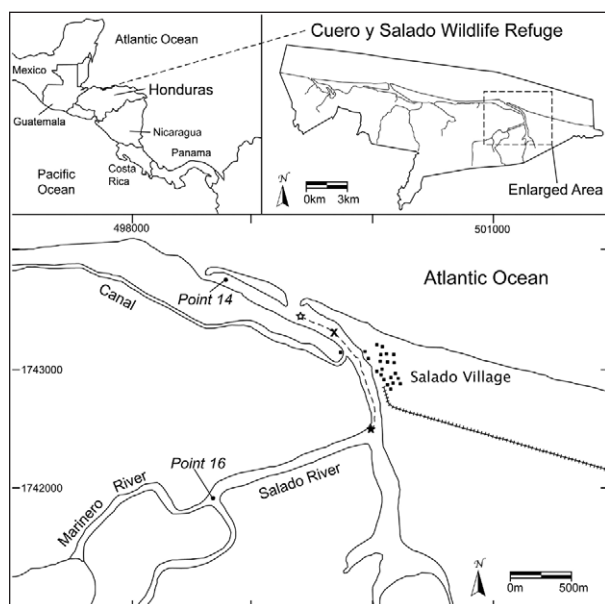 Atlantic Ocean
Mexico
Honduras
Guatemala
Nicaragua
Costa
Rica
Panama
Pacific
Ocean
Cuero y Salado Wildlife Refuge
N
0km 3km
Enlarged Area
498000
501000
Atlantic Ocean
Point 14
Canal
1743000
Salado Village
Point 16
Salado River
1742000
Marinero River
N
0m 500m